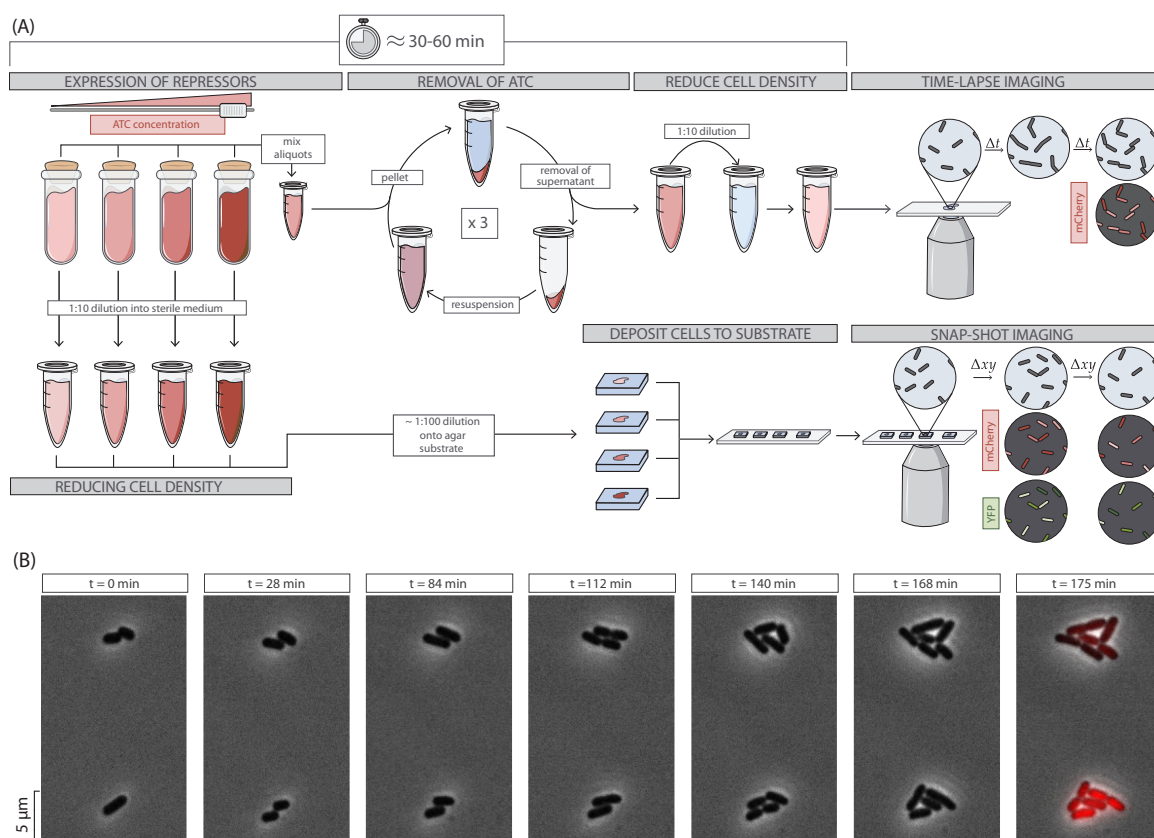 (A)
≈ 30-60 min
EXPRESSION OF REPRESSORS
REMOVAL OF ATC
REDUCE CELL DENSITY
TIME-LAPSE IMAGING
ATC concentration
mix
aliquots
pellet
removal of
supernatant
x 3
resuspension
1:10 dilution
Δt
Δt
mCherry
1:10 dilution into sterile medium
REDUCING CELL DENSITY
~ 1:100 dilution
onto agar
substrate
DEPOSIT CELLS TO SUBSTRATE
SNAP-SHOT IMAGING
Δxy
Δxy
mCherry
YFP
(B)
t = 0 min
t = 28 min
t = 84 min
t =112 min
t = 140 min
t = 168 min
t = 175 min
5 µm